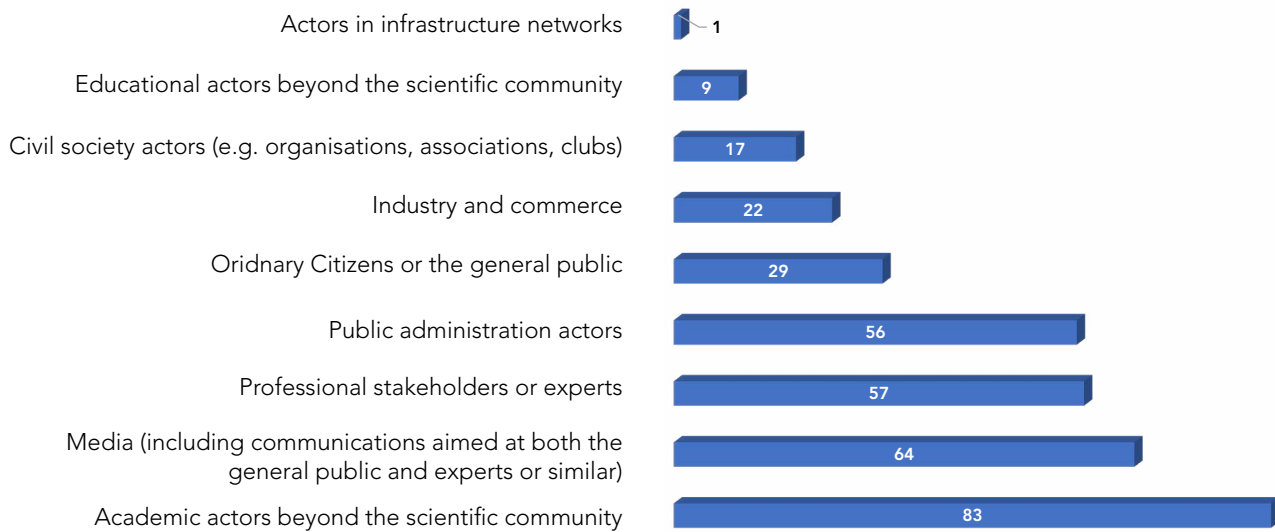 Actors in infrastructure networks
1
Educational actors beyond the scientific community
9
Civil society actors (e.g. organisations, associations, clubs)
17
Industry and commerce
22
Oridnary Citizens or the general public
29
Public administration actors
56
Professional stakeholders or experts
57
Media (including communications aimed at both the
general public and experts or similar)
64
Academic actors beyond the scientific community
83